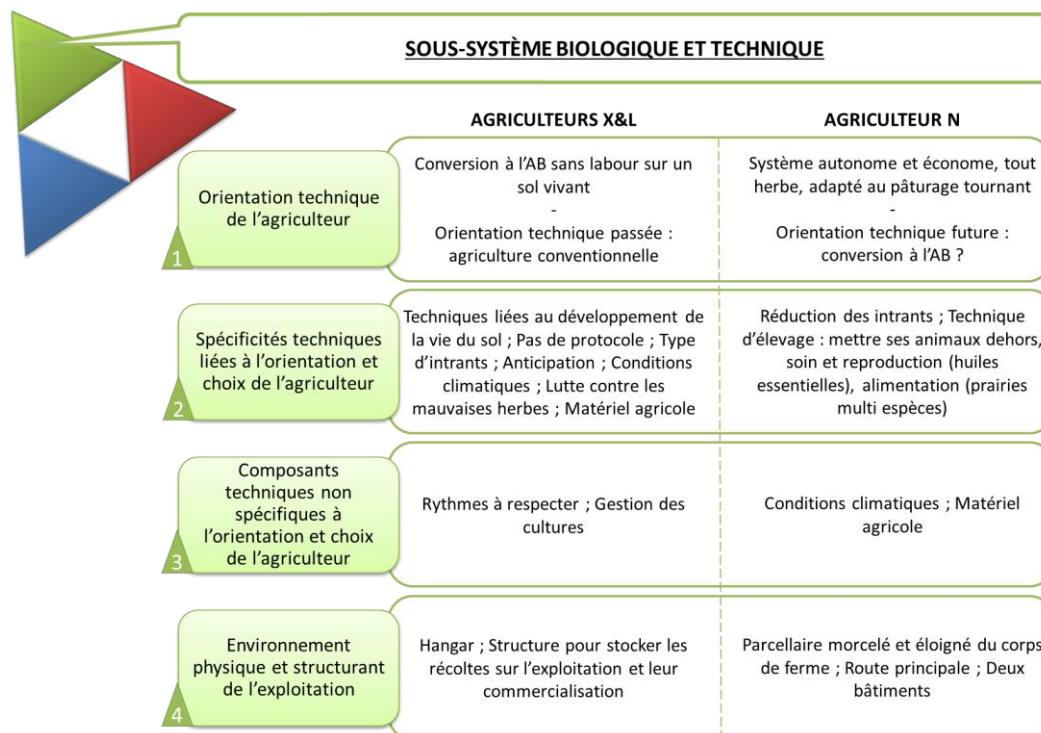 SOUS-SYSTÈME BIOLOGIQUE ET TECHNIQUE
AGRICULTEURS X&L
AGRICULTEUR N
Orientation technique
de l’agriculteur
1
Conversion à l’AB sans labour sur un
sol vivant
-
Orientation technique passée :
agriculture conventionnelle
Système autonome et économe, tout
herbe, adapté au pâturage tournant
-
Orientation technique future :
conversion à l’AB ?
Spécificités techniques
liées à l’orientation et
choix de l’agriculteur
2
Techniques liées au développement de
la vie du sol ; Pas de protocole ; Type
d’intrants ; Anticipation ; Conditions
climatiques ; Lutte contre les
mauvaises herbes ; Matériel agricole
Réduction des intrants ; Technique
d’élevage : mettre ses animaux dehors,
soin et reproduction (huiles
essentielles), alimentation (prairies
multi espèces)
Composants
techniques non
spécifiques à
l’orientation et choix
de l’agriculteur
3
Rythmes à respecter ; Gestion des
cultures
Conditions climatiques ; Matériel
agricole
Environnement
physique et structurant
de l’exploitation
4
Hangar ; Structure pour stocker les
récoltes sur l’exploitation et leur
commercialisation
Parcellaire morcelé et éloigné du corps
de ferme ; Route principale ; Deux
bâtiments